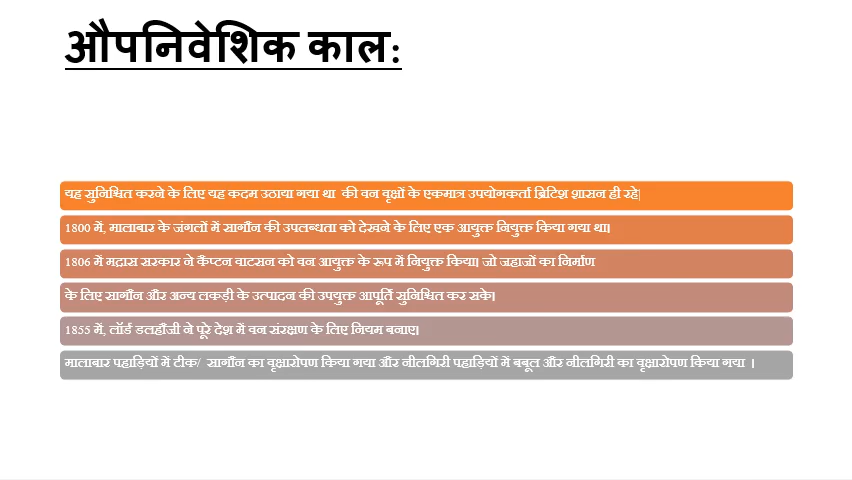 औपनिवेशिक काल:
यह सुनिश्चित करने के लिए यह कदम उठाया गया था की वन वृक्षों के एकमात्र उपयोगकर्ता ब्रिटिश शासन ही रहे|
1800 में, मालाबार के जंगलों में सागौन की उपलब्धता को देखने के लिए एक आयुक्त नियुक्त किया गया था।
1806 में मद्रास सरकार ने कैप्टन वाटसन को वन आयुक्त के रूप में नियुक्त किया। जो जहाजों का निर्माण
के लिए सागौन और अन्य लकड़ी के उत्पादन की उपयुक्त आपूर्ति सुनिश्चित कर सके।
1855 में, लॉर्ड डलहौजी ने पूरे देश में वन संरक्षण के लिए नियम बनाए।
मालाबार पहाड़ियों में टीक/ सागौन का वृक्षारोपण किया गया और नीलगिरी पहाड़ियों में बबूल और नीलगिरी का वृक्षारोपण किया गया ।